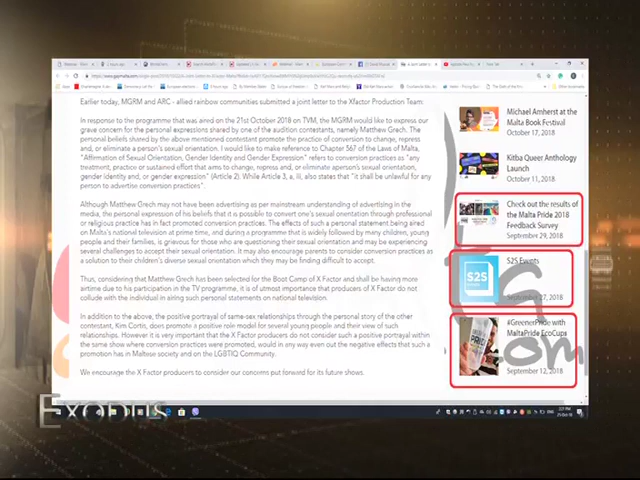 Earlier today, MGRM and ARC - allied rainbow communities submitted a joint letter to the Xfactor Production Team:
In response to the programme that was aired on the 21st October 2018 on TVM, the MGRM would like to express our
grave concern for the personal expressions shared by one of the audition contestants, namely Matthew Grech. The
personal beliefs shared by the above mentioned contestant promote the practice of conversion to change, repress
and, or eliminate a person's sexual orientation. I would like to make reference to Chapter 567 of the Laws of Malta,
"Affirmation of Sexual Orientation, Gender Identity and Gender Expression" refers to conversion practices as "any
treatment, practice or sustained effort that aims to change, repress and, or eliminate a person's sexual orientation,
gender identity and, or gender expression" (Article 2). While Article 3, a, iii, also states that "it shall be unlawful for any
person to advertise conversion practices".
Although Matthew Grech may not have been advertising as per mainstream understanding of advertising in the
media, the personal expression of his beliefs that it is possible to convert one's sexual orientation through professional
or religious practice has in fact promoted conversion practices. The effects of such a personal statement being aired
on Malta's national television at prime time, and during a programme that is widely followed by many children, young
people and their families, is grievous for those who are questioning their sexual orientation and may be experiencing
several challenges to accept their sexual orientation. It may also encourage parents to consider conversion practices as
a solution to their children's diverse sexual orientation which they may be finding difficult to accept.
Thus, considering that Matthew Grech has been selected for the Boot Camp of X Factor and shall be having more
airtime due to his participation in the TV programme, it is of utmost importance that producers of X Factor do not
collude with the individual in airing such personal statements on national television.
In addition to the above, the positive portrayal of same-sex relationships through the personal story of the other
contestant, Kim Cortis, does promote a positive role model for several young people and their view of such
relationships. However it is very important that the X Factor producers do not consider such a positive portrayal within
the same show where conversion practices were promoted, would in any way even out the negative effects that such a
promotion has in Maltese society and on the LGBTIQ Community.
We encourage the X Factor producers to consider our concerns put forward for its future shows.
Michael Amherst at the
Malta Book Festival
October 17, 2018
Kitba Queer Anthology
Launch
October 11, 2018
Check out the results of
the Malta Pride 2018
Feedback Survey
September 29, 2018
S2S
S2S Events
September 27, 2018
#GreenerPride with
MaltaPride EcoCups
September 12, 2018
PRIDE
om
EXODUS